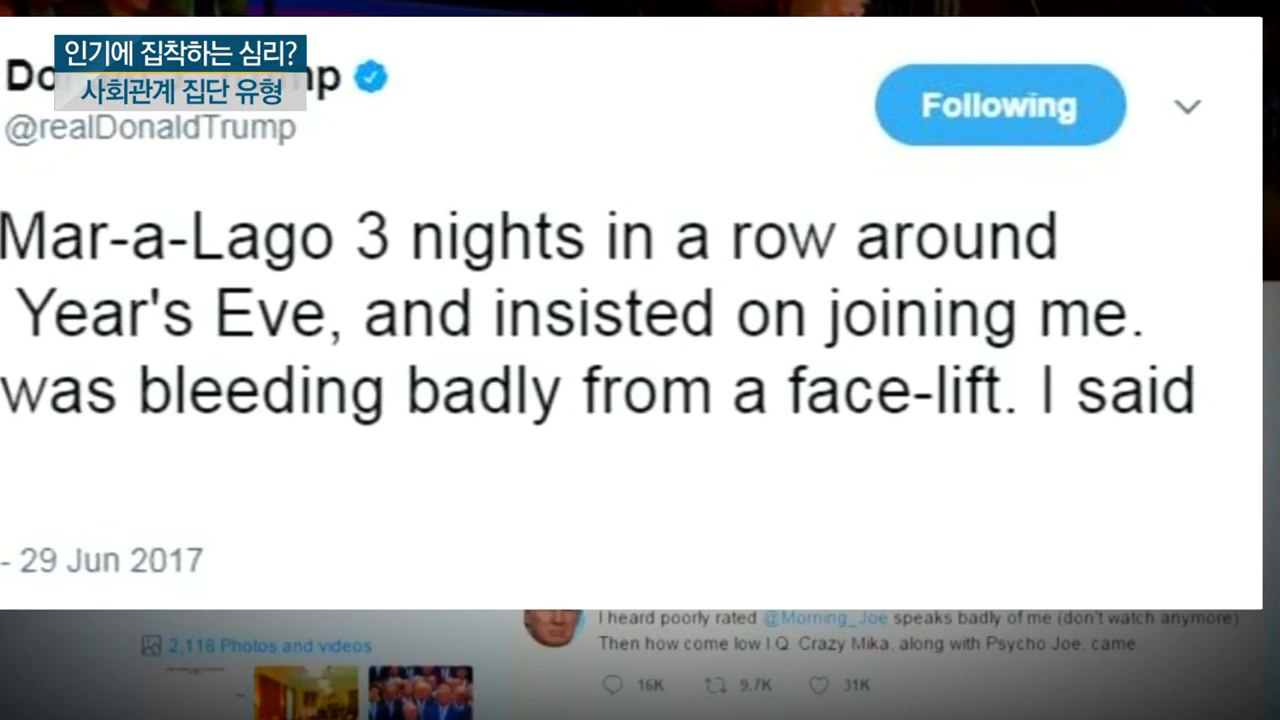 인기에 집착하는 심리?
사회관계 집단 유형
Do mp
@realDonaldTrump
Following
Mar-a-Lago 3 nights in a row around
Year's Eve, and insisted on joining me.
was bleeding badly from a face-lift. I said
- 29 Jun 2017
I heard poorly rated @Morning_Joe speaks badly of me (don't watch anymore)
Then how come low I.Q. Crazy Mika, along with Psycho Joe, came
2,118 Photos and videos
16K 9.7K 31K